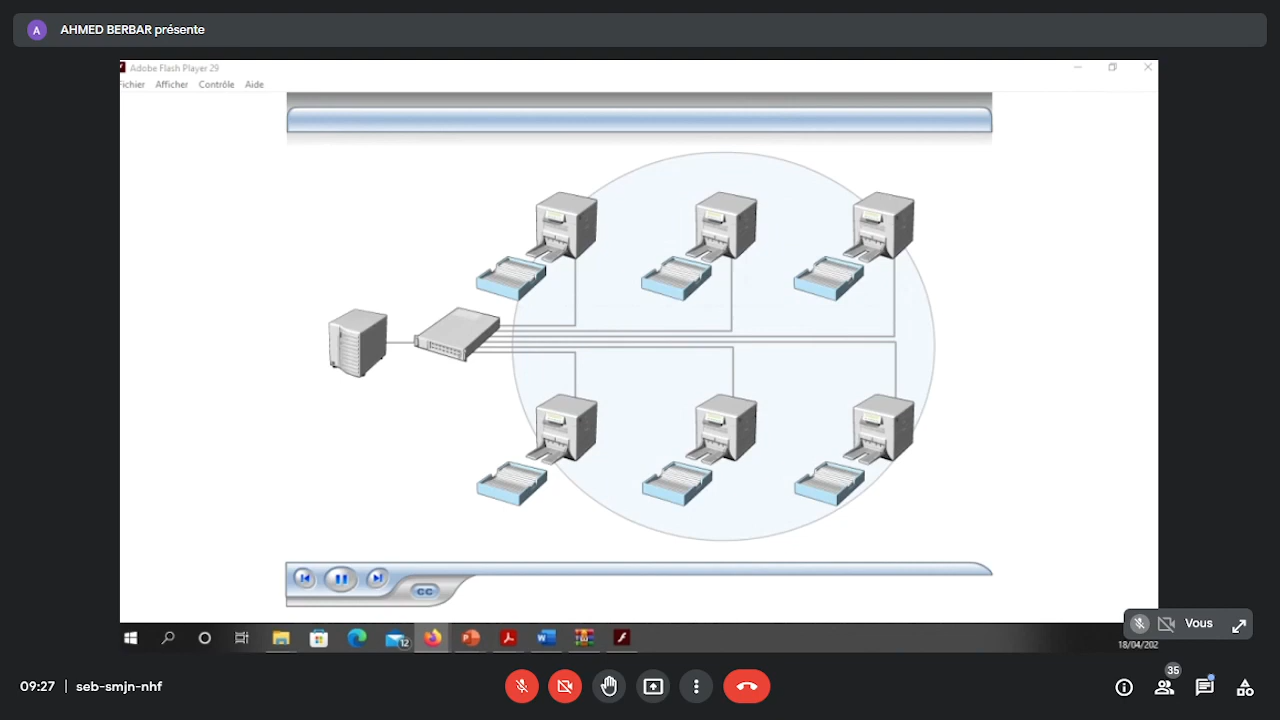 A AHMED BERBAR présente
Adobe Flash Player 29
Fichier Afficher Contrôle Aide
CC
12
18/04/202
Vous
09:27 | seb-smjn-nhf
35